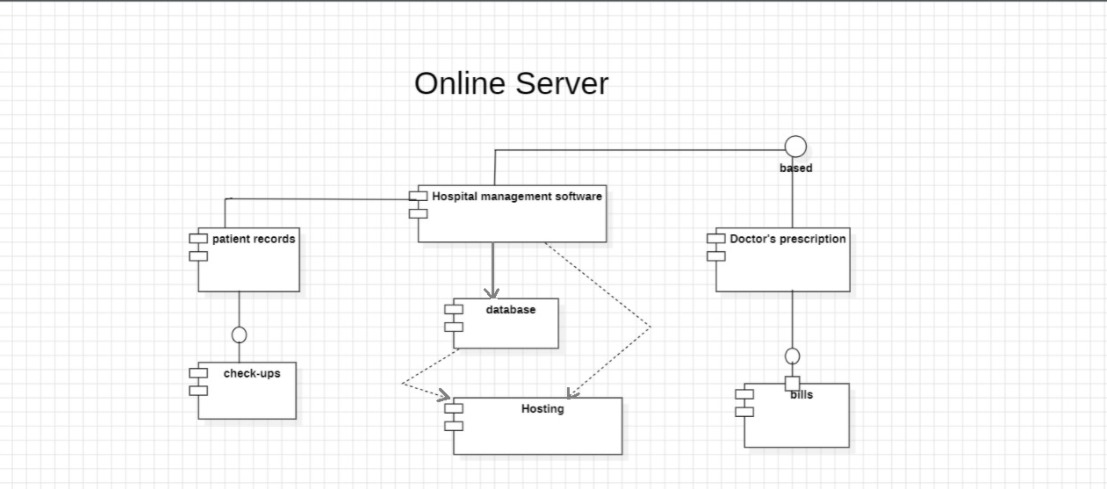 Online Server
based
Hospital management software
patient records
Doctor's prescription
database
check-ups
Hosting
bills